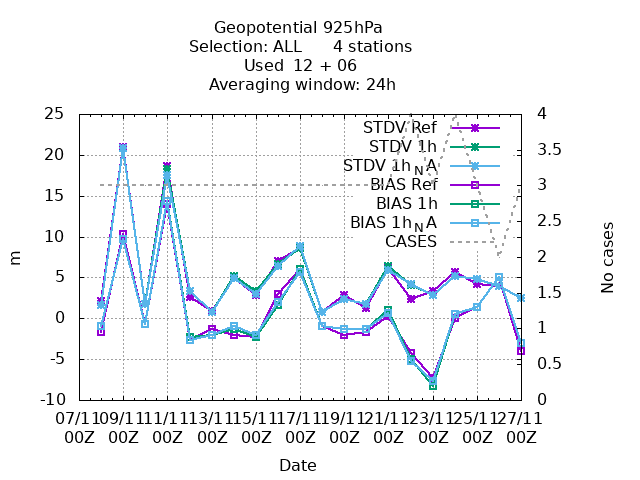 Geopotential 925hPa
Selection: ALL 4 stations
Used 12 + 06
Averaging window: 24h
25
20
15
10
5
0
-5
-10
m
4
3.5
3
2.5
2
1.5
1
0.5
0
No cases
STDV Ref
STDV 1h
STDV 1h_NA
BIAS Ref
BIAS 1h
BIAS 1h_NA
CASES
07/11 09/11 11/11 13/11 15/11 17/11 19/11 21/11 23/11 25/11 27/11
00Z 00Z 00Z 00Z 00Z 00Z 00Z 00Z 00Z 00Z 00Z
Date